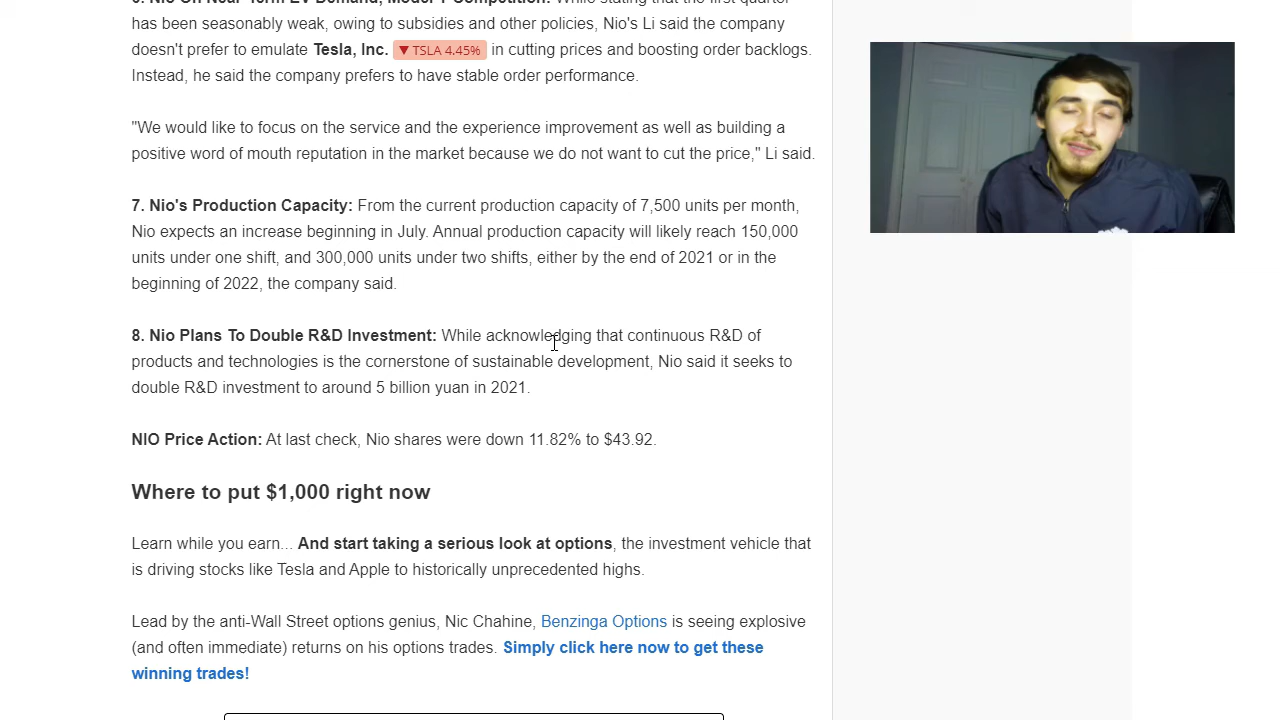 has been seasonably weak, owing to subsidies and other policies, Nio's Li said the company
doesn't prefer to emulate Tesla, Inc. ▼ TSLA 4.45% in cutting prices and boosting order backlogs.
Instead, he said the company prefers to have stable order performance.
"We would like to focus on the service and the experience improvement as well as building a
positive word of mouth reputation in the market because we do not want to cut the price," Li said.
7. Nio's Production Capacity: From the current production capacity of 7,500 units per month,
Nio expects an increase beginning in July. Annual production capacity will likely reach 150,000
units under one shift, and 300,000 units under two shifts, either by the end of 2021 or in the
beginning of 2022, the company said.
8. Nio Plans To Double R&D Investment: While acknowledging that continuous R&D of
products and technologies is the cornerstone of sustainable development, Nio said it seeks to
double R&D investment to around 5 billion yuan in 2021.
NIO Price Action: At last check, Nio shares were down 11.82% to $43.92.
Where to put $1,000 right now
Learn while you earn... And start taking a serious look at options, the investment vehicle that
is driving stocks like Tesla and Apple to historically unprecedented highs.
Lead by the anti-Wall Street options genius, Nic Chahine, Benzinga Options is seeing explosive
(and often immediate) returns on his options trades. Simply click here now to get these
winning trades!